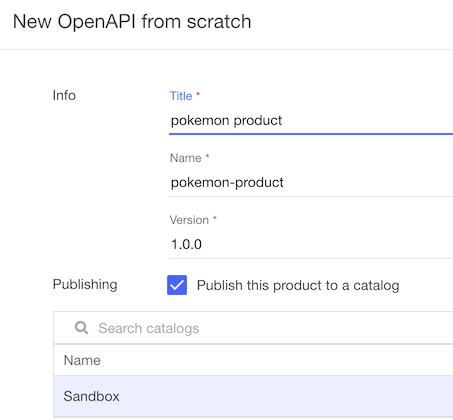 New OpenAPI from scratch
Info
Title *
pokemon product
Name *
pokemon-product
Version *
1.0.0
Publishing
Publish this product to a catalog
Search catalogs
Name
Sandbox